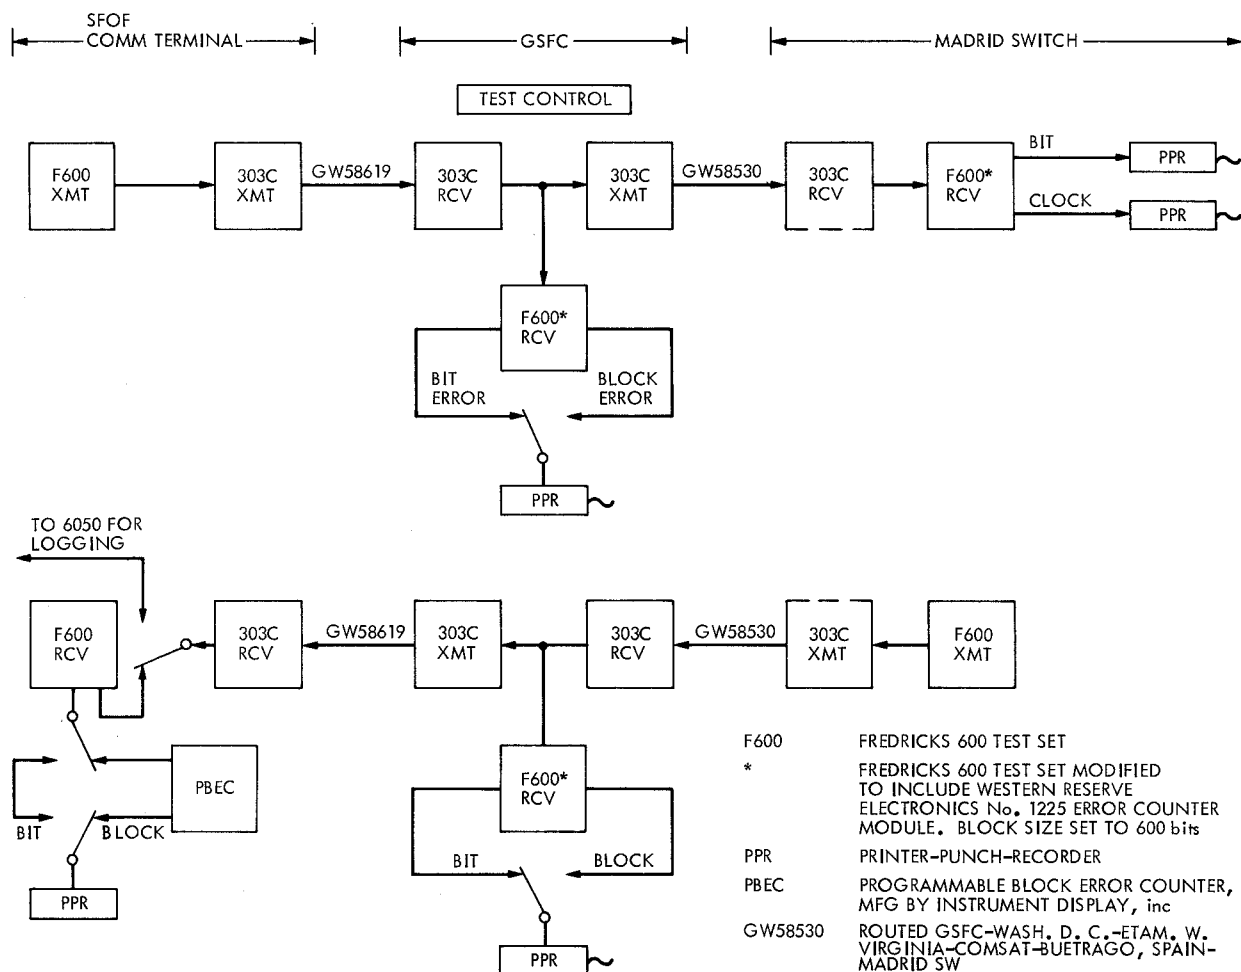 SFOF
COMM TERMINAL
GSFC
MADRID SWITCH
TEST CONTROL
F600
XMT
303C
XMT
GW58619
303C
RCV
303C
XMT
GW58530
303C
RCV
F600*
RCV
BIT
PPR
CLOCK
PPR
F600*
RCV
BIT
ERROR
BLOCK
ERROR
PPR
TO 6050 FOR
LOGGING
F600
RCV
303C
RCV
GW58619
303C
XMT
303C
RCV
GW58530
303C
XMT
F600
XMT
PBEC
BIT
BLOCK
PPR
F600*
RCV
BIT
BLOCK
PPR
F600 FREDRICKS 600 TEST SET
* FREDRICKS 600 TEST SET MODIFIED
TO INCLUDE WESTERN RESERVE
ELECTRONICS No. 1225 ERROR COUNTER
MODULE. BLOCK SIZE SET TO 600 bits
PPR PRINTER-PUNCH-RECORDER
PBEC PROGRAMMABLE BLOCK ERROR COUNTER,
MFG BY INSTRUMENT DISPLAY, inc
GW58530 ROUTED GSFC-WASH. D. C.-ETAM. W.
VIRGINIA-COMSAT-BUETRAGO, SPAIN-
MADRID SW